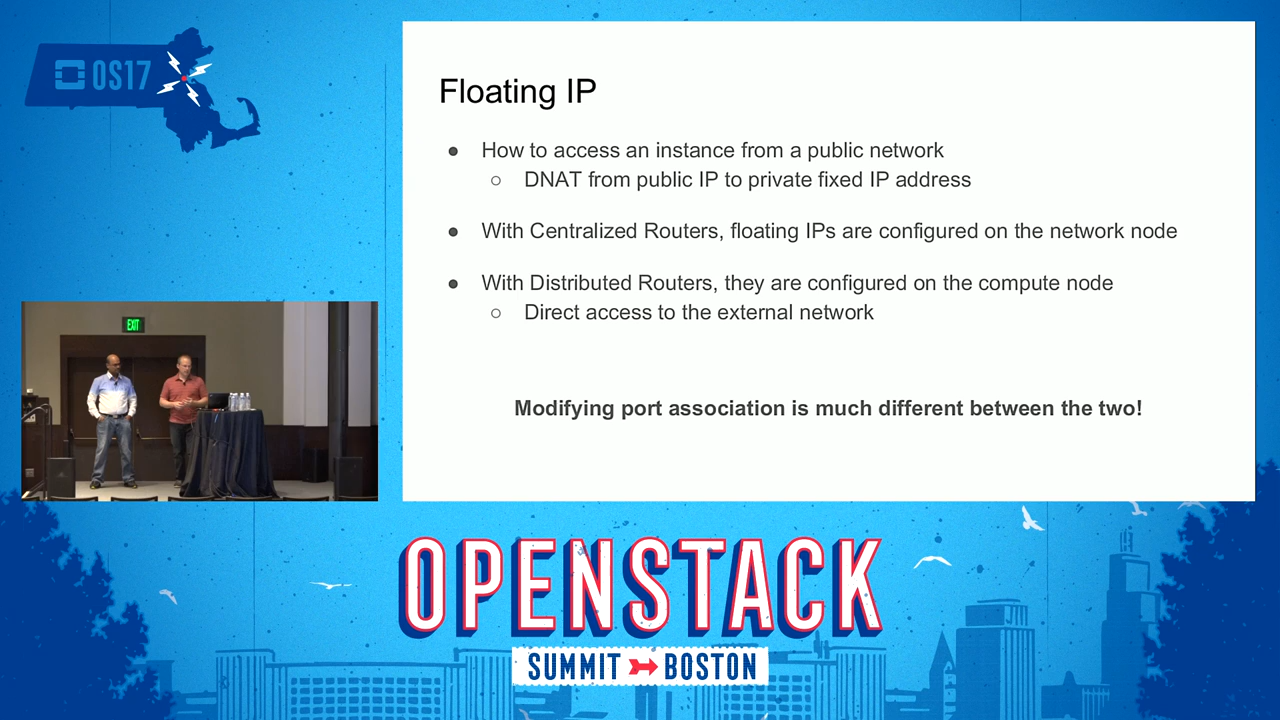 OS17
Floating IP
● How to access an instance from a public network
○ DNAT from public IP to private fixed IP address
● With Centralized Routers, floating IPs are configured on the network node
● With Distributed Routers, they are configured on the compute node
○ Direct access to the external network
Modifying port association is much different between the two!
EXIT
OPENSTACK
SUMMIT BOSTON